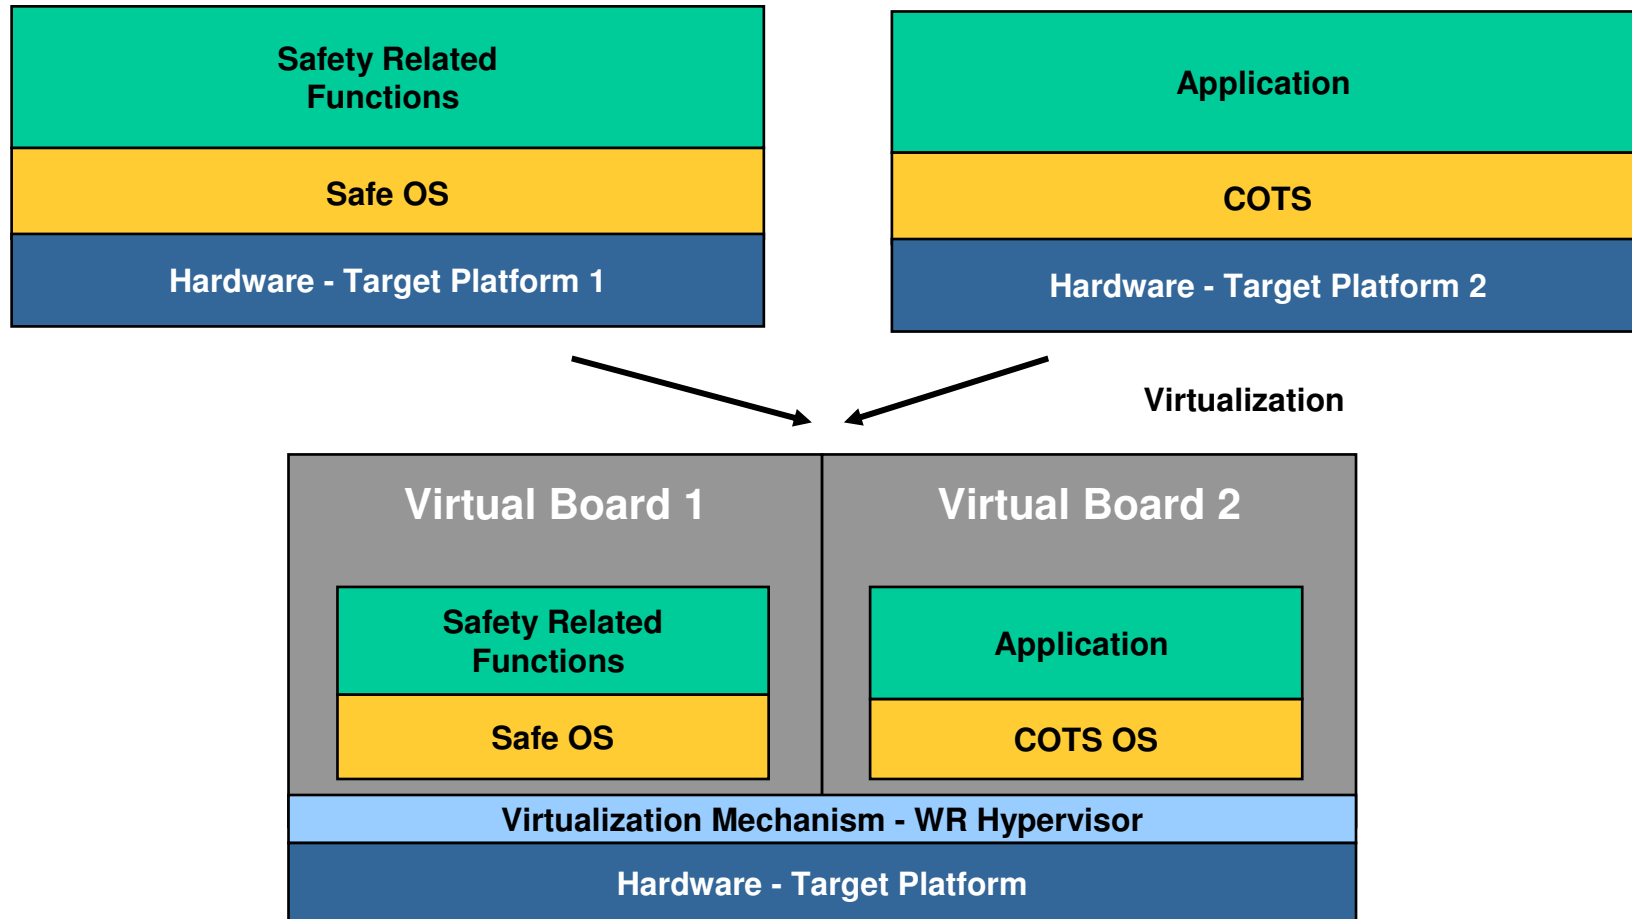 Safety Related
Functions
Safe OS
Hardware - Target Platform 1
Application
COTS
Hardware - Target Platform 2
Virtualization
Virtual Board 1
Safety Related
Functions
Safe OS
Virtual Board 2
Application
COTS OS
Virtualization Mechanism - WR Hypervisor
Hardware - Target Platform